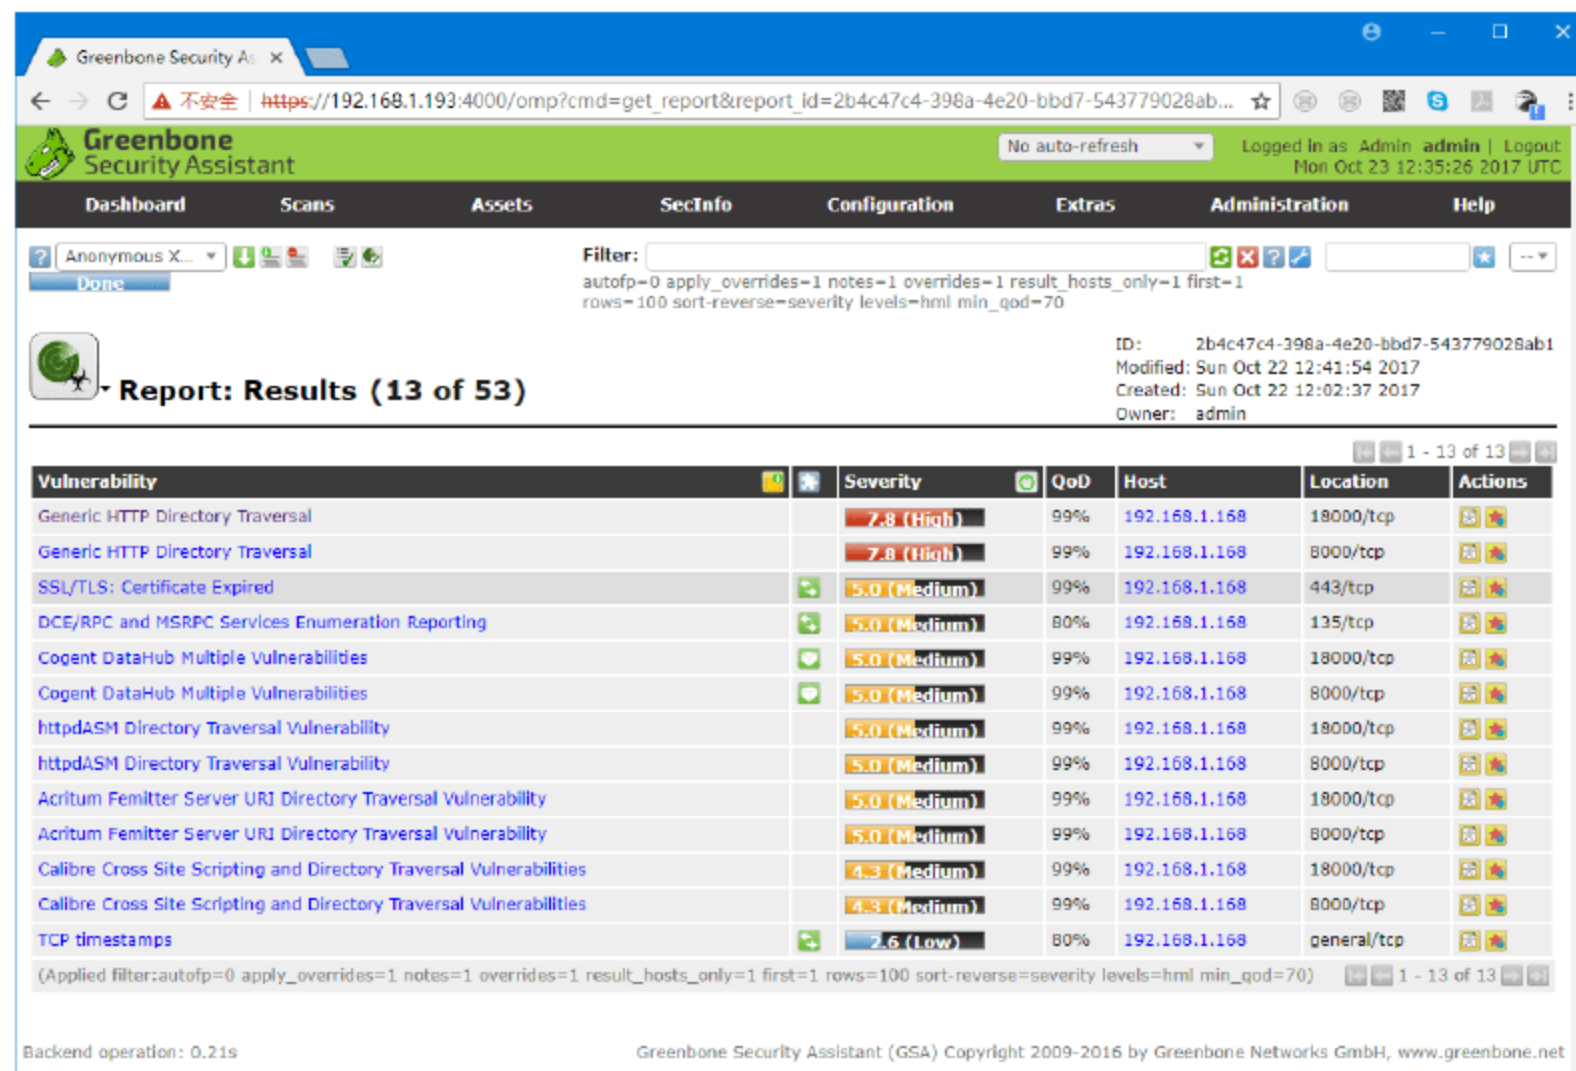 Greenbone Security As
不安全 https://192.168.1.193:4000/omp?cmd=get_report&report_id=2b4c47c4-398a-4e20-bbd7-543779028ab...
Greenbone
Security Assistant
No auto-refresh
Logged in as Admin admin | Logout
Mon Oct 23 12:35:26 2017 UTC
Dashboard Scans Assets SecInfo Configuration Extras Administration Help
Anonymous X... Filter: --
Done
autofp=0 apply_overrides=1 notes=1 overrides=1 result_hosts_only=1 first=1
rows=100 sort-reverse=severity levels=hml min_qod=70
Report: Results (13 of 53)
ID: 2b4c47c4-398a-4e20-bbd7-543779028ab1
Modified: Sun Oct 22 12:41:54 2017
Created: Sun Oct 22 12:02:37 2017
Owner: admin
1 - 13 of 13
Vulnerability Severity QoD Host Location Actions
Generic HTTP Directory Traversal 7.8 (High) 99% 192.168.1.168 18000/tcp
Generic HTTP Directory Traversal 7.8 (High) 99% 192.168.1.168 8000/tcp
SSL/TLS: Certificate Expired 5.0 (Medium) 99% 192.168.1.168 443/tcp
DCE/RPC and MSRPC Services Enumeration Reporting 5.0 (Medium) 80% 192.168.1.168 135/tcp
Cogent DataHub Multiple Vulnerabilities 5.0 (Medium) 99% 192.168.1.168 18000/tcp
Cogent DataHub Multiple Vulnerabilities 5.0 (Medium) 99% 192.168.1.168 8000/tcp
httpdASM Directory Traversal Vulnerability 5.0 (Medium) 99% 192.168.1.168 18000/tcp
httpdASM Directory Traversal Vulnerability 5.0 (Medium) 99% 192.168.1.168 8000/tcp
Acritum Femitter Server URI Directory Traversal Vulnerability 5.0 (Medium) 99% 192.168.1.168 18000/tcp
Acritum Femitter Server URI Directory Traversal Vulnerability 5.0 (Medium) 99% 192.168.1.168 8000/tcp
Calibre Cross Site Scripting and Directory Traversal Vulnerabilities 4.3 (Medium) 99% 192.168.1.168 18000/tcp
Calibre Cross Site Scripting and Directory Traversal Vulnerabilities 4.3 (Medium) 99% 192.168.1.168 8000/tcp
TCP timestamps 2.6 (Low) 80% 192.168.1.168 general/tcp
(Applied filter:autofp=0 apply_overrides=1 notes=1 overrides=1 result_hosts_only=1 first=1 rows=100 sort-reverse=severity levels=hml min_qod=70) 1 - 13 of 13
Backend operation: 0.21s
Greenbone Security Assistant (GSA) Copyright 2009-2016 by Greenbone Networks GmbH, www.greenbone.net